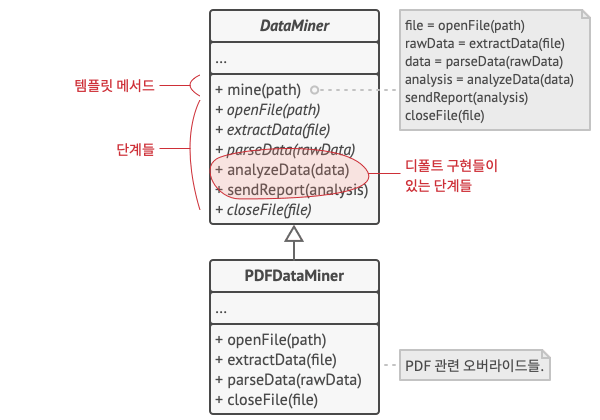 DataMiner
...
+ mine(path)
+ openFile(path)
+ extractData(file)
+ parseData(rawData)
+ analyzeData(data)
+ sendReport(analysis)
+ closeFile(file)
file = openFile(path)
rawData = extractData(file)
data = parseData(rawData)
analysis = analyzeData(data)
sendReport(analysis)
closeFile(file)
템플릿 메서드
단계들
디폴트 구현들이
있는 단계들
PDFDataMiner
...
+ openFile(path)
+ extractData(file)
+ parseData(rawData)
+ closeFile(file)
PDF 관련 오버라이드들.